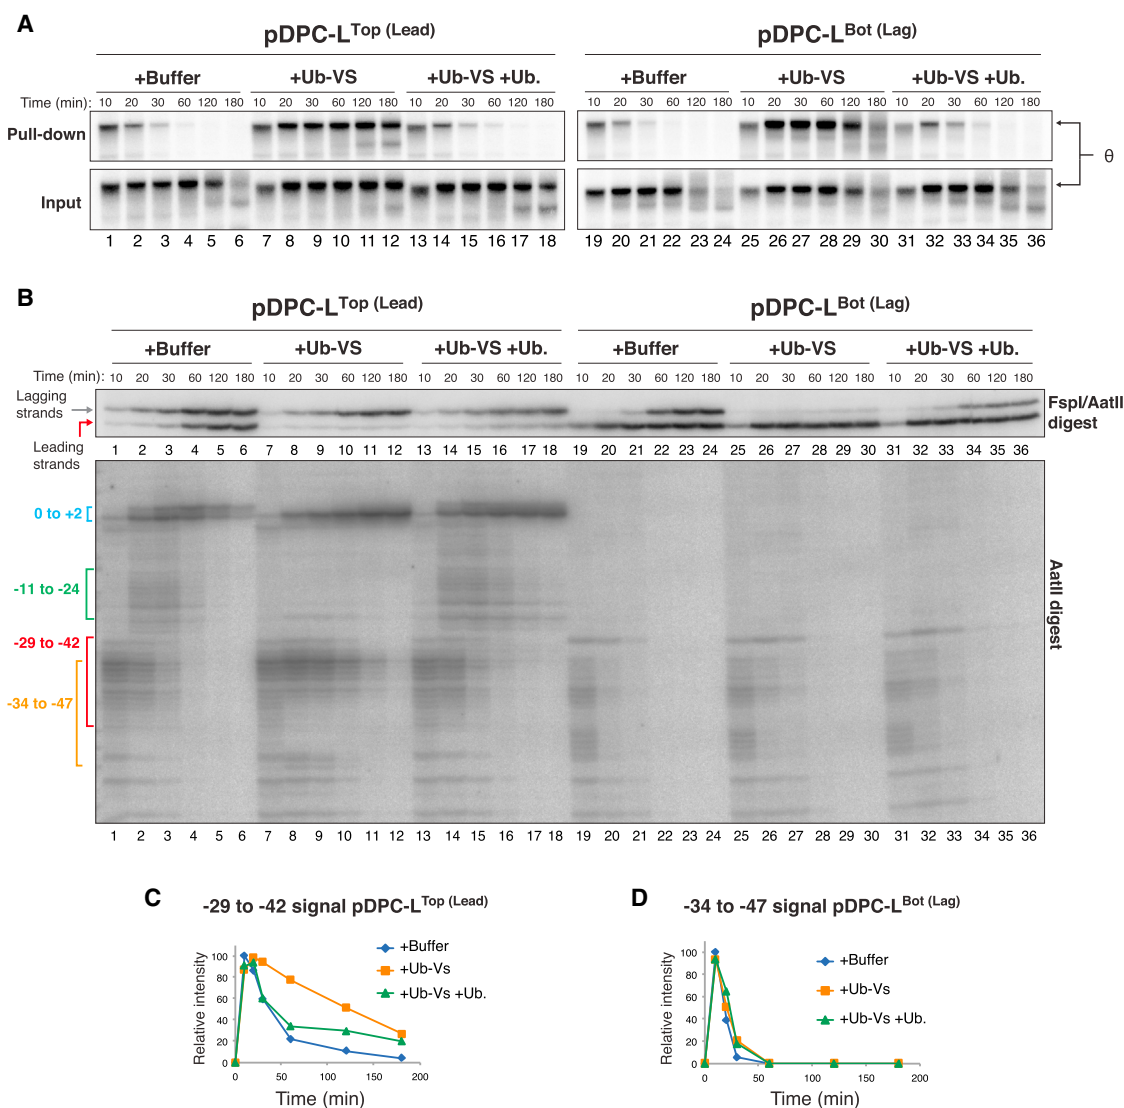 A
pDPC-L^Top (Lead) pDPC-L^Bot (Lag)
+Buffer +Ub-VS +Ub-VS +Ub. +Buffer +Ub-VS +Ub-VS +Ub.
Time (min): 10 20 30 60 120 180 10 20 30 60 120 180 10 20 30 60 120 180 10 20 30 60 120 180 10 20 30 60 120 180 10 20 30 60 120 180
Pull-down
θ
Input
1 2 3 4 5 6 7 8 9 10 11 12 13 14 15 16 17 18 19 20 21 22 23 24 25 26 27 28 29 30 31 32 33 34 35 36
B
pDPC-L^Top (Lead) pDPC-L^Bot (Lag)
+Buffer +Ub-VS +Ub-VS +Ub. +Buffer +Ub-VS +Ub-VS +Ub.
Time (min): 10 20 30 60 120 180 10 20 30 60 120 180 10 20 30 60 120 180 10 20 30 60 120 180 10 20 30 60 120 180 10 20 30 60 120 180
Lagging
strands
FspI/AatII
digest
Leading
strands
1 2 3 4 5 6 7 8 9 10 11 12 13 14 15 16 17 18 19 20 21 22 23 24 25 26 27 28 29 30 31 32 33 34 35 36
0 to +2
-11 to -24
-29 to -42
-34 to -47
AatII digest
1 2 3 4 5 6 7 8 9 10 11 12 13 14 15 16 17 18 19 20 21 22 23 24 25 26 27 28 29 30 31 32 33 34 35 36
C
-29 to -42 signal pDPC-L^Top (Lead)
+Buffer
+Ub-Vs
+Ub-Vs +Ub.
Relative intensity
100
80
60
40
20
0
0 50 100 150 200
Time (min)
D
-34 to -47 signal pDPC-L^Bot (Lag)
+Buffer
+Ub-Vs
+Ub-Vs +Ub.
Relative intensity
100
80
60
40
20
0
0 50 100 150 200
Time (min)